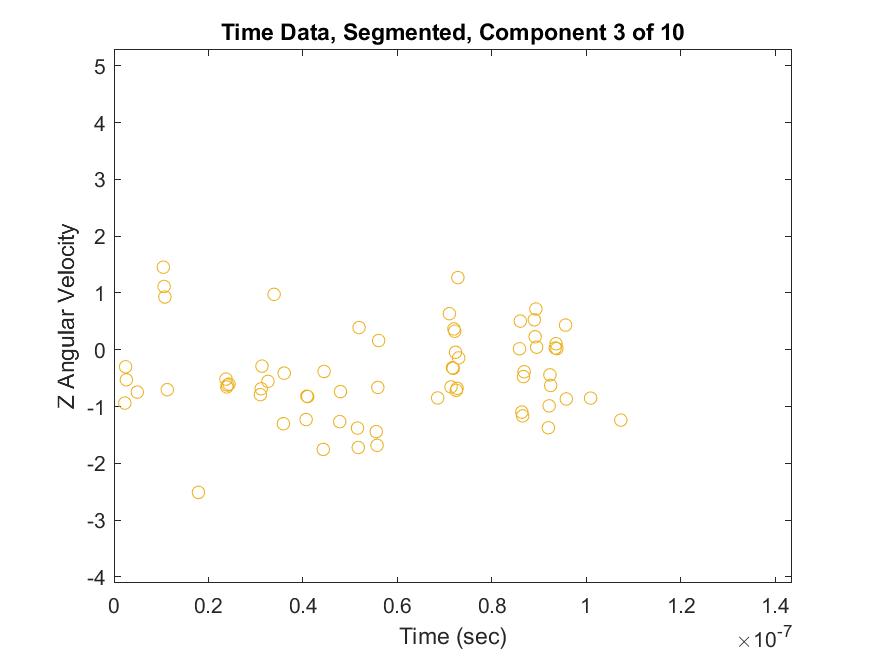 Time Data, Segmented, Component 3 of 10
Z Angular Velocity
5
4
3
2
1
0
-1
-2
-3
-4
0 0.2 0.4 0.6 0.8 1 1.2 1.4
Time (sec)
×10-7